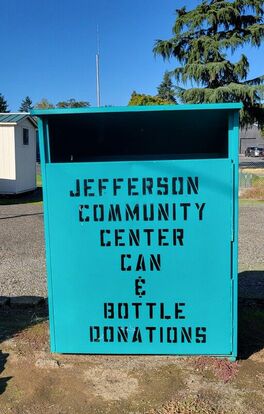 JEFFERSON
COMMUNITY
CENTER
CAN
&
BOTTLE
DONATIONS